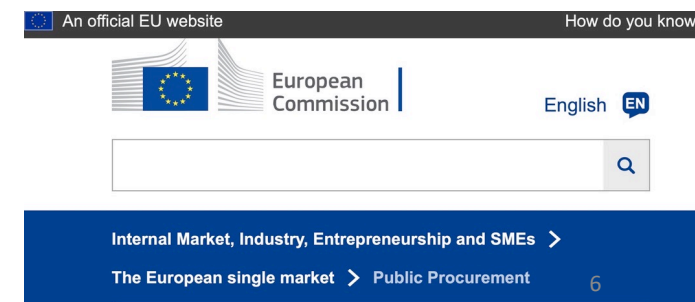 An official EU website How do you know
European
Commission
English EN
Internal Market, Industry, Entrepreneurship and SMEs >
The European single market > Public Procurement 6